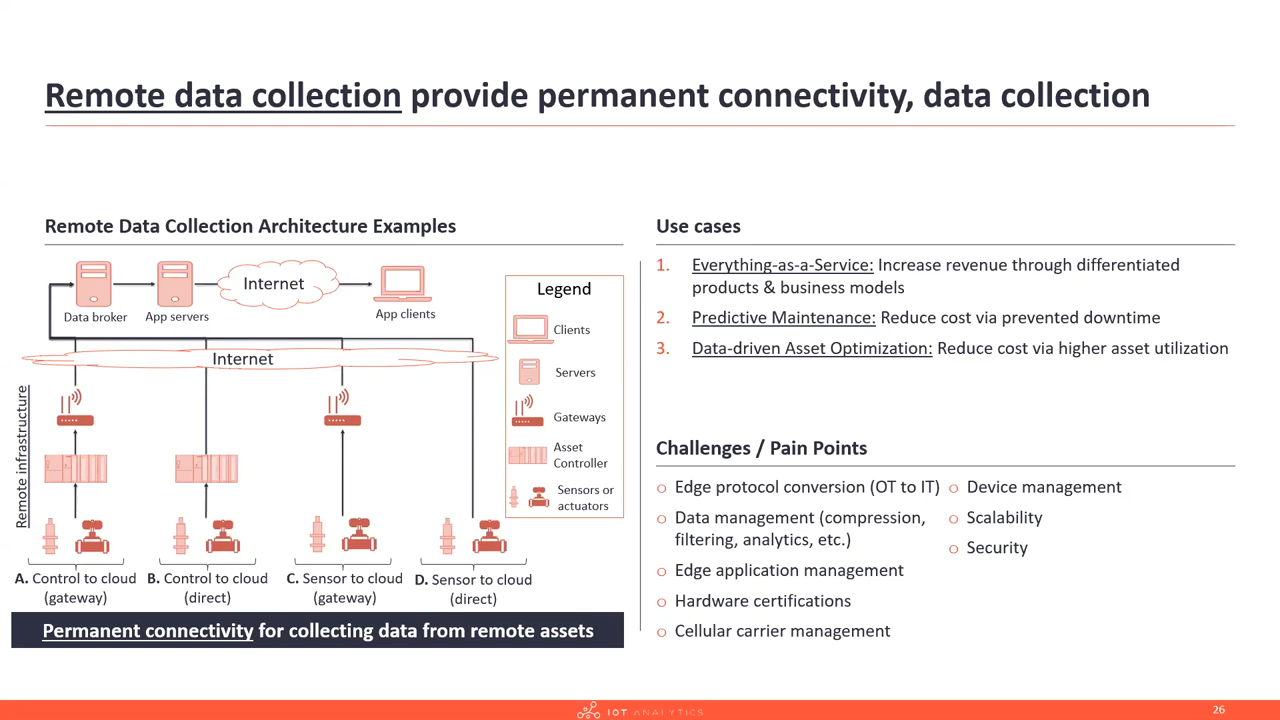 Remote data collection provide permanent connectivity, data collection
Remote Data Collection Architecture Examples
Internet
Data broker
App servers
App clients
Internet
Remote infrastructure
Legend
Clients
Servers
Gateways
Asset
Controller
Sensors or
actuators
A. Control to cloud
(gateway)
B. Control to cloud
(direct)
C. Sensor to cloud
(gateway)
D. Sensor to cloud
(direct)
Permanent connectivity for collecting data from remote assets
Use cases
1. Everything-as-a-Service: Increase revenue through differentiated
products & business models
2. Predictive Maintenance: Reduce cost via prevented downtime
3. Data-driven Asset Optimization: Reduce cost via higher asset utilization
Challenges / Pain Points
o Edge protocol conversion (OT to IT)
o Data management (compression,
filtering, analytics, etc.)
o Edge application management
o Hardware certifications
o Cellular carrier management
o Device management
o Scalability
o Security
IOT ANALYTICS
26